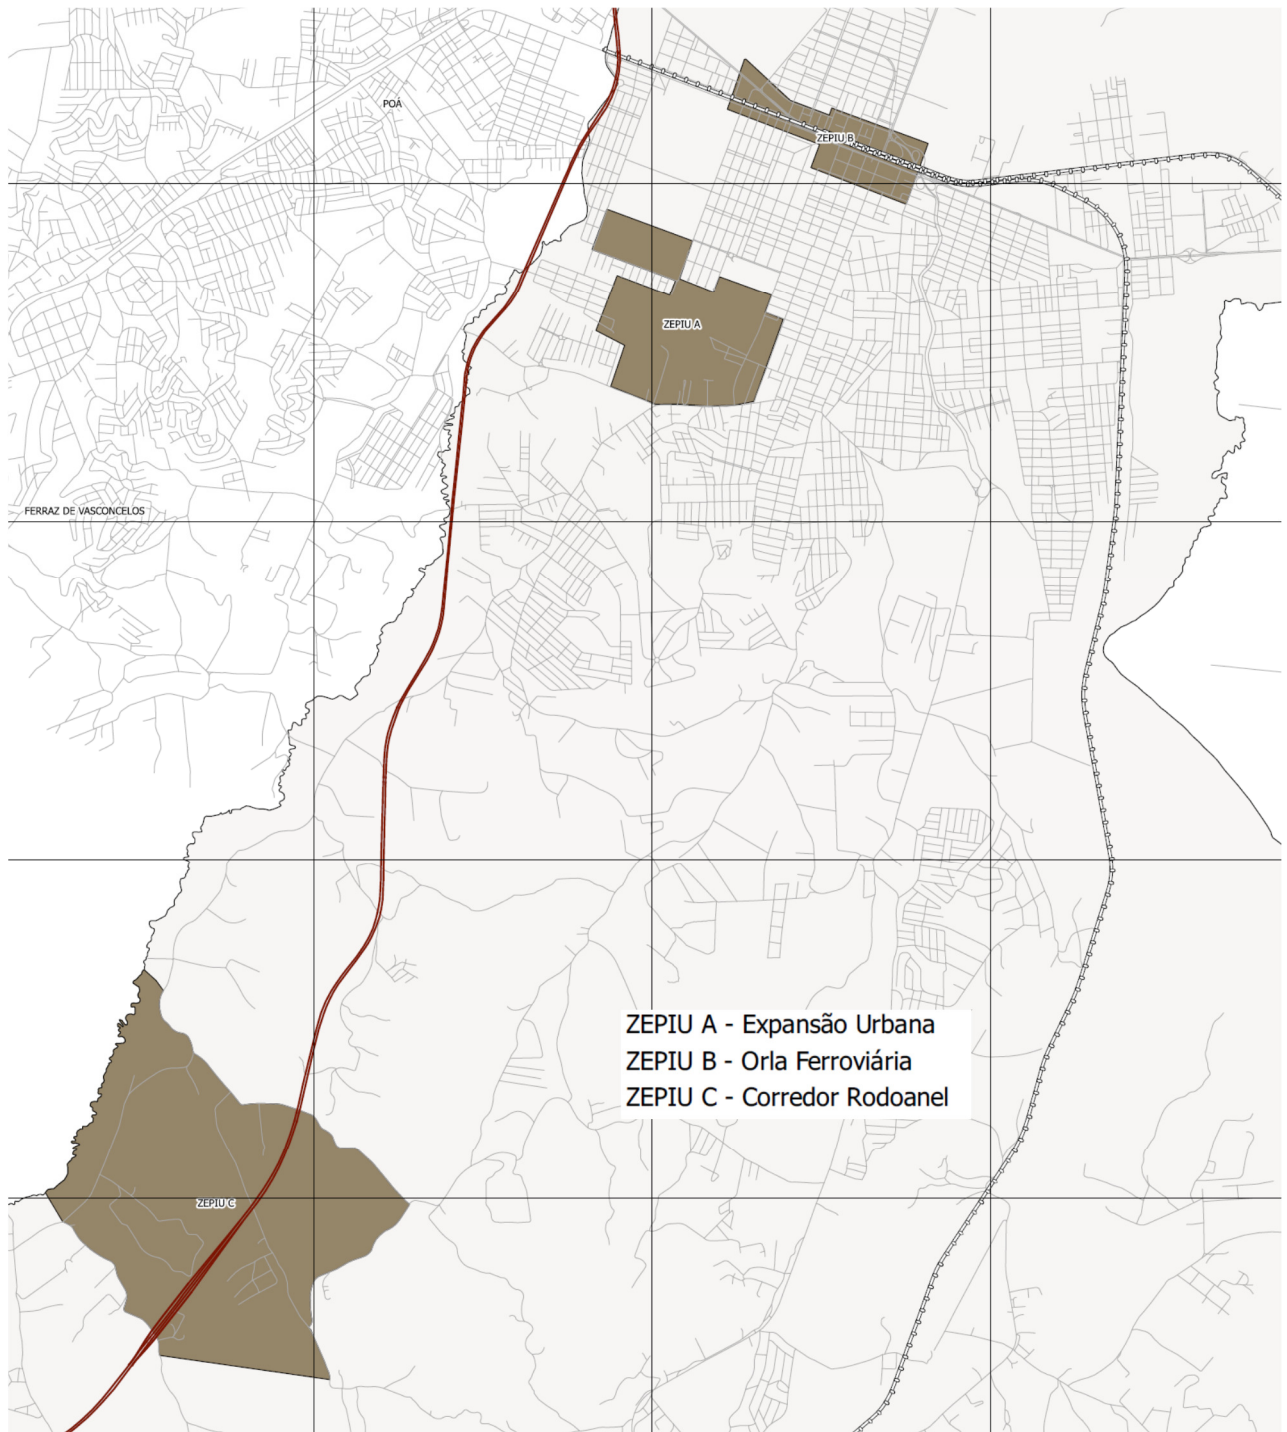 POÁ
ZEPIU B
ZEPIU A
FERRAZ DE VASCONCELOS
ZEPIU A - Expansão Urbana
ZEPIU B - Orla Ferroviária
ZEPIU C - Corredor Rodoanel
ZEPIU C